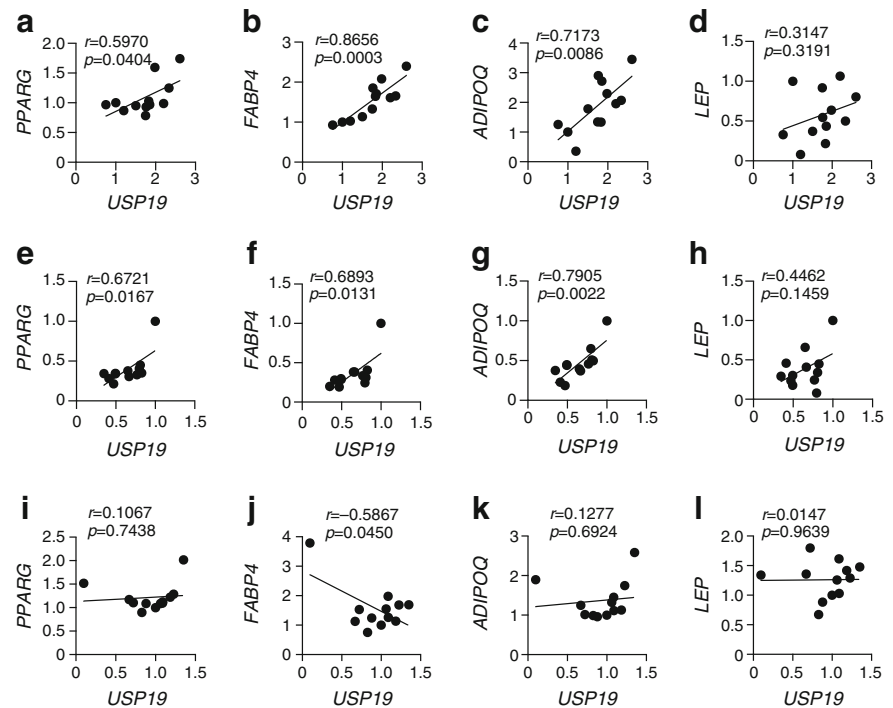 a
r=0.5970
p=0.0404
PPARG
2.0
1.5
1.0
0.5
0
0 1 2 3
USP19
b
r=0.8656
p=0.0003
FABP4
4
3
2
1
0
0 1 2 3
USP19
c
r=0.7173
p=0.0086
ADIPOQ
4
3
2
1
0
0 1 2 3
USP19
d
r=0.3147
p=0.3191
LEP
1.5
1.0
0.5
0
0 1 2 3
USP19
e
r=0.6721
p=0.0167
PPARG
1.5
1.0
0.5
0
0 0.5 1.0 1.5
USP19
f
r=0.6893
p=0.0131
FABP4
1.5
1.0
0.5
0
0 0.5 1.0 1.5
USP19
g
r=0.7905
p=0.0022
ADIPOQ
1.5
1.0
0.5
0
0 0.5 1.0 1.5
USP19
h
r=0.4462
p=0.1459
LEP
1.5
1.0
0.5
0
0 0.5 1.0 1.5
USP19
i
r=0.1067
p=0.7438
PPARG
2.5
2.0
1.5
1.0
0.5
0
0 0.5 1.0 1.5
USP19
j
r=−0.5867
p=0.0450
FABP4
4
3
2
1
0
0 0.5 1.0 1.5
USP19
k
r=0.1277
p=0.6924
ADIPOQ
3
2
1
0
0 0.5 1.0 1.5
USP19
l
r=0.0147
p=0.9639
LEP
2.0
1.5
1.0
0.5
0
0 0.5 1.0 1.5
USP19